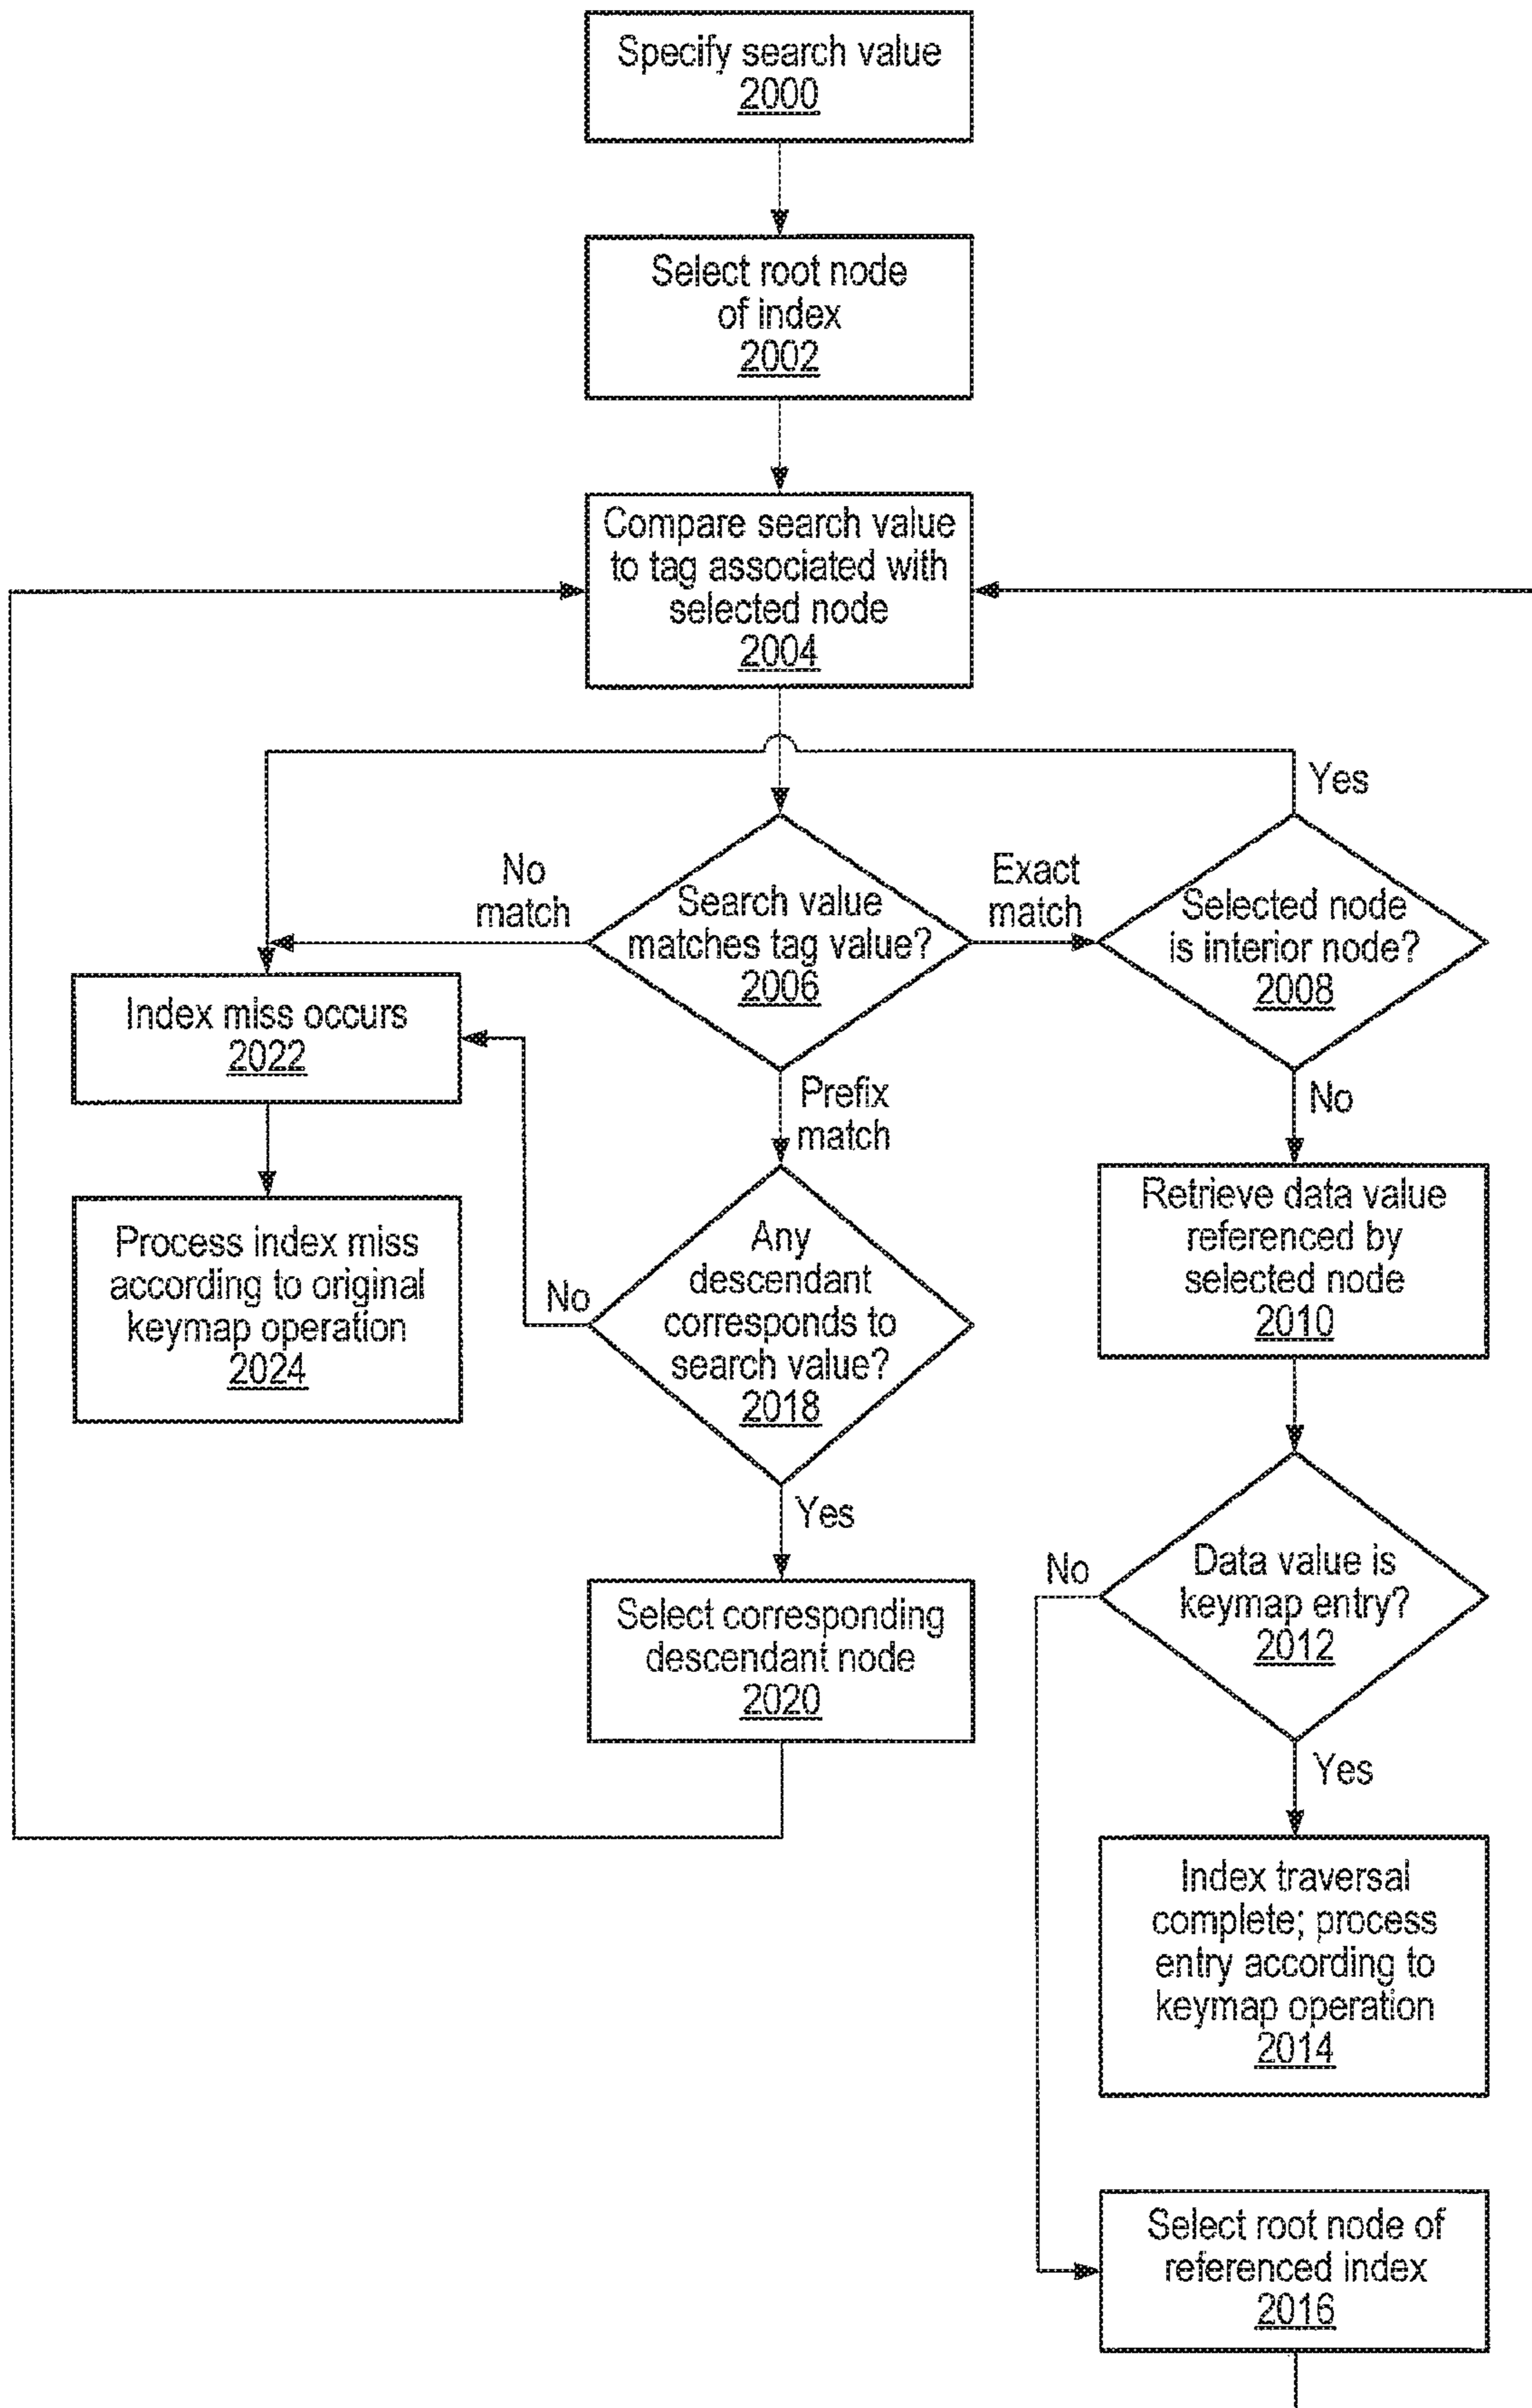 Specify search value
2000
Select root node
of index
2002
Compare search value
to tag associated with
selected node
2004
Yes
No
match
Search value
matches tag value?
2006
Exact
match
Selected node
is interior node?
2008
Index miss occurs
2022
Prefix
match
No
Process index miss
according to original
keymap operation
2024
No
Any
descendant
corresponds to
search value?
2018
Retrieve data value
referenced by
selected node
2010
Yes
Select corresponding
descendant node
2020
No
Data value is
keymap entry?
2012
Yes
Index traversal
complete; process
entry according to
keymap operation
2014
Select root node of
referenced index
2016